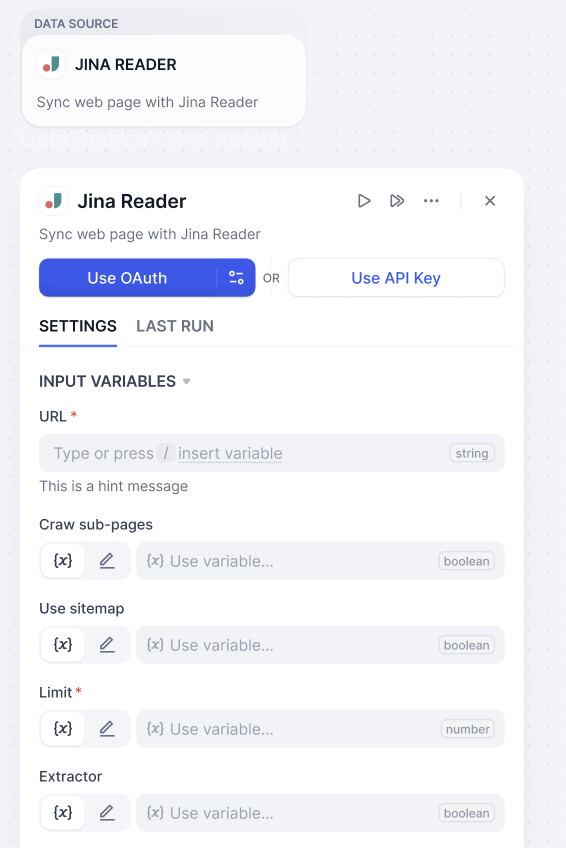 DATA SOURCE
JINA READER
Sync web page with Jina Reader
Data Source - Jina Reader
Jina Reader
Sync web page with Jina Reader
Use OAuth OR Use API Key
SETTINGS LAST RUN
INPUT VARIABLES
URL *
Type or press / insert variable string
This is a hint message
Craw sub-pages
{x} {x} Use variable... boolean
Use sitemap
{x} {x} Use variable... boolean
Limit *
{x} {x} Use variable... number
Extractor
{x} {x} Use variable... boolean